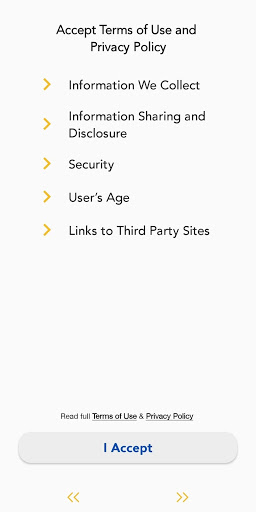 Accept Terms of Use and
Privacy Policy
Information We Collect
Information Sharing and
Disclosure
Security
User's Age
Links to Third Party Sites
Read full Terms of Use & Privacy Policy
I Accept